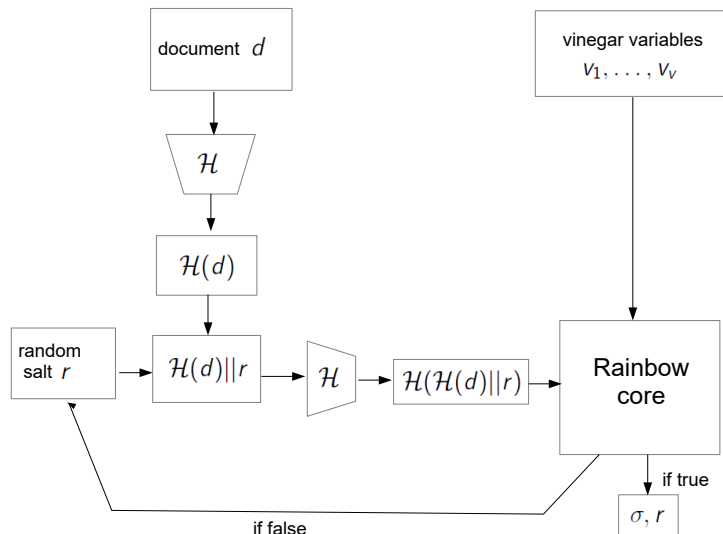 document d
vinegar variables
v₁, . . . , vᵥ
ℋ
ℋ(d)
random
salt r
ℋ(d)||r
ℋ
ℋ(ℋ(d)||r)
Rainbow
core
if true
σ, r
if false